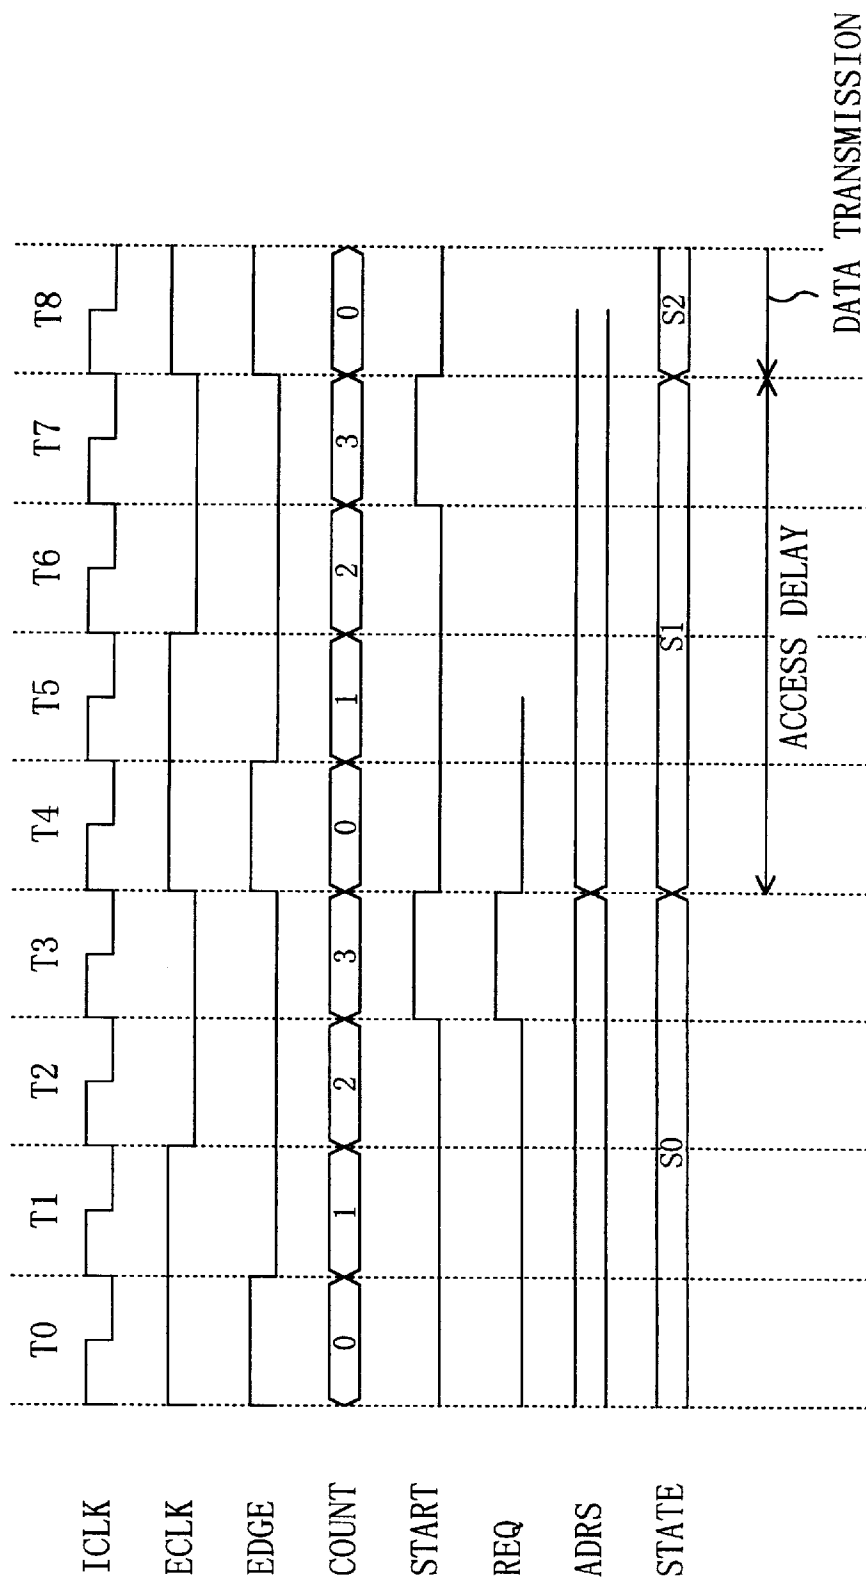 T0 T1 T2 T3 T4 T5 T6 T7 T8
ICLK
ECLK
EDGE
COUNT 0 1 2 3 0 1 2 3 0
START
REQ
ADRS
STATE S0 S1 S2
ACCESS DELAY
DATA TRANSMISSION